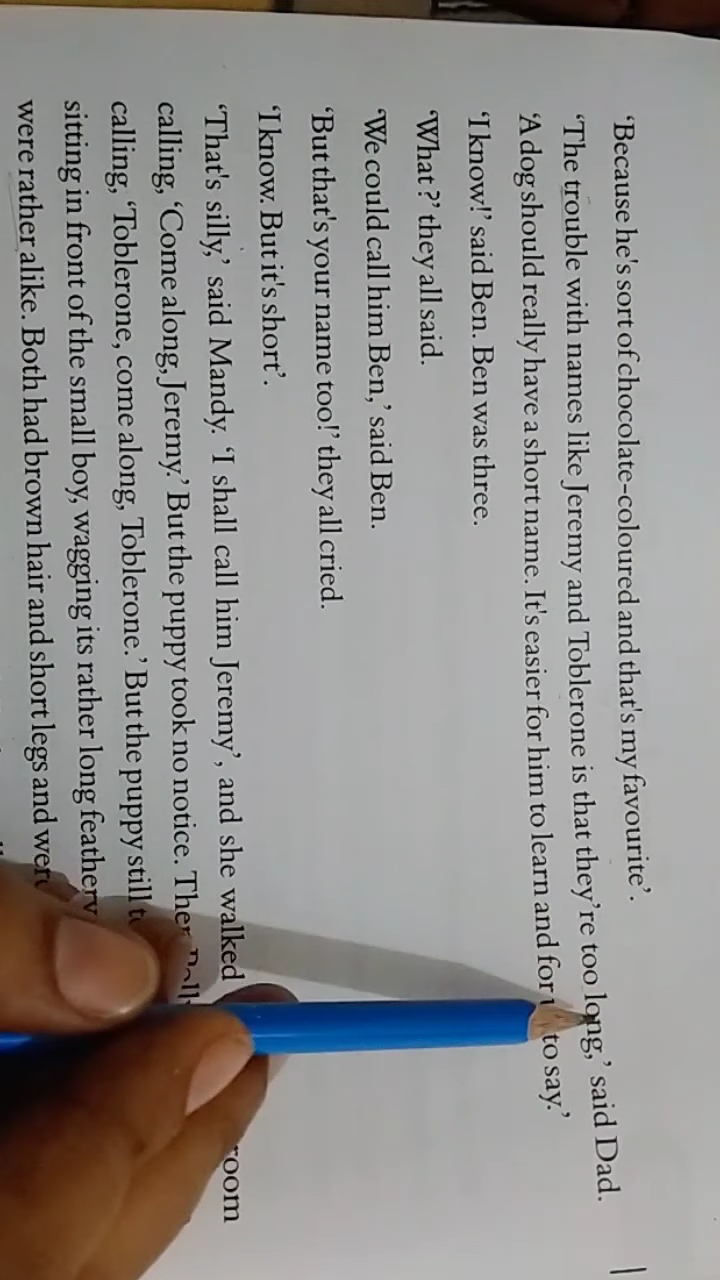 ‘Because he's sort of chocolate-coloured and that's my favourite’.
‘The trouble with names like Jeremy and Toblerone is that they’re too long,’ said Dad.
‘A dog should really have a short name. It's easier for him to learn and for to say.’
‘I know!’ said Ben. Ben was three.
‘What ?’ they all said.
‘We could call him Ben,’ said Ben.
‘But that's your name too!’ they all cried.
‘I know. But it's short’.
‘That's silly,’ said Mandy. ‘I shall call him Jeremy’, and she walked room
calling, ‘Come along, Jeremy.’ But the puppy took no notice. Then
calling, ‘Toblerone, come along, Toblerone.’ But the puppy still
sitting in front of the small boy, wagging its rather long feathery
were rather alike. Both had brown hair and short legs and were